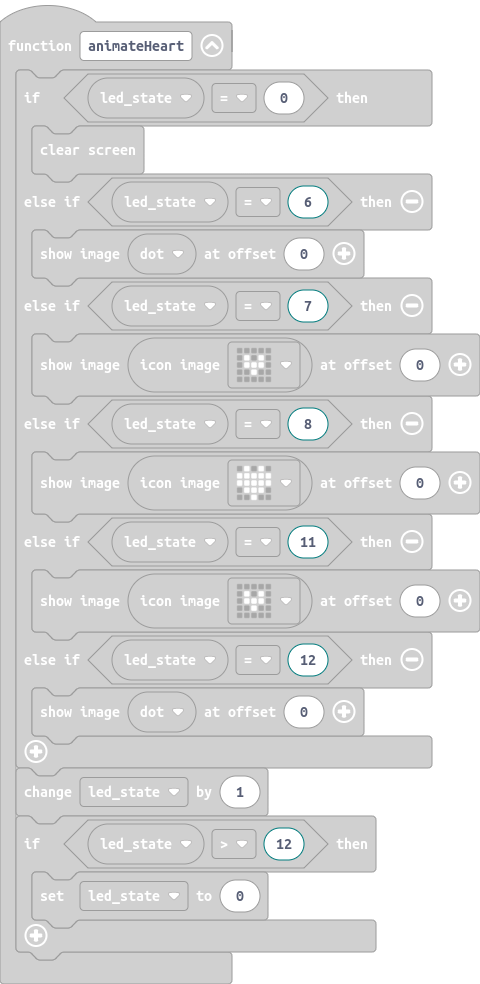 function animateHeart
if led_state = 0 then
clear screen
else if led_state = 6 then
show image dot at offset 0
else if led_state = 7 then
show image icon image at offset 0
else if led_state = 8 then
show image icon image at offset 0
else if led_state = 11 then
show image icon image at offset 0
else if led_state = 12 then
show image dot at offset 0
change led_state by 1
if led_state > 12 then
set led_state to 0